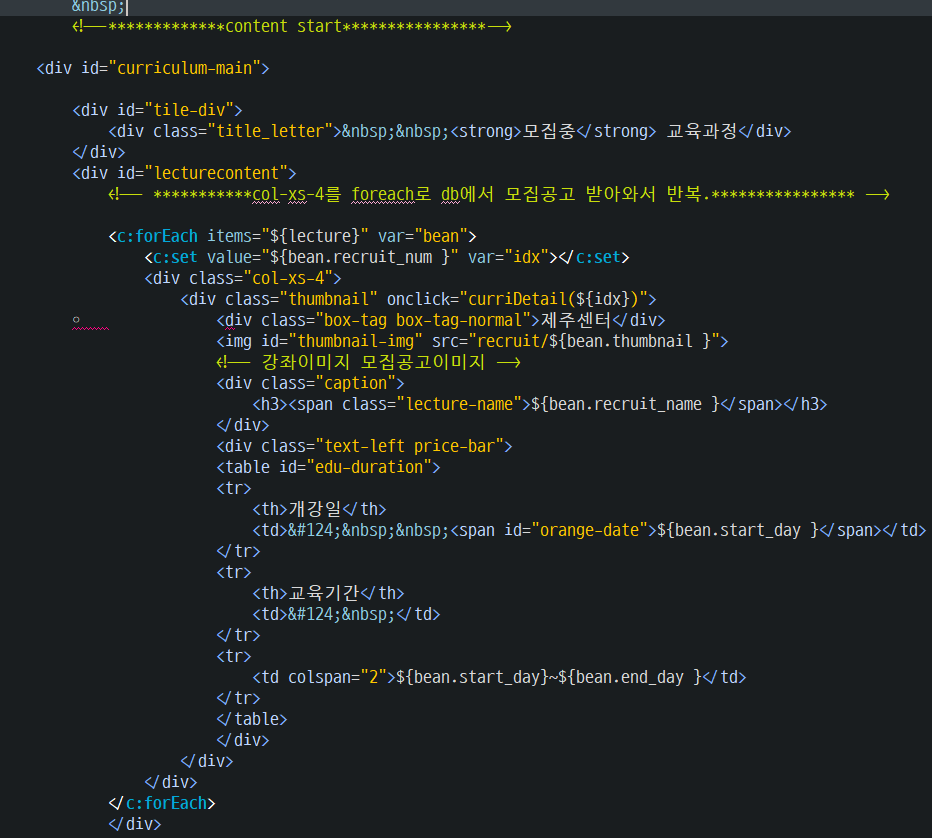 &nbsp;
<!--*************content start****************-->
<div id="curriculum-main">
<div id="tile-div">
<div class="title_letter">&nbsp;&nbsp;<strong>모집중</strong> 교육과정</div>
</div>
<div id="lecturecontent">
<!-- ***********col-xs-4를 foreach로 db에서 모집공고 받아와서 반복.**************** -->
<c:forEach items="${lecture}" var="bean">
<c:set value="${bean.recruit_num }" var="idx"></c:set>
<div class="col-xs-4">
<div class="thumbnail" onclick="curriDetail(${idx})">
<div class="box-tag box-tag-normal">제주센터</div>
<img id="thumbnail-img" src="recruit/${bean.thumbnail }">
<!-- 강좌이미지 모집공고이미지 -->
<div class="caption">
<h3><span class="lecture-name">${bean.recruit_name }</span></h3>
</div>
<div class="text-left price-bar">
<table id="edu-duration">
<tr>
<th>개강일</th>
<td>&#124;&nbsp;&nbsp;<span id="orange-date">${bean.start_day }</span></td>
</tr>
<tr>
<th>교육기간</th>
<td>&#124;&nbsp;</td>
</tr>
<tr>
<td colspan="2">${bean.start_day}~${bean.end_day }</td>
</tr>
</table>
</div>
</div>
</div>
</c:forEach>
</div>